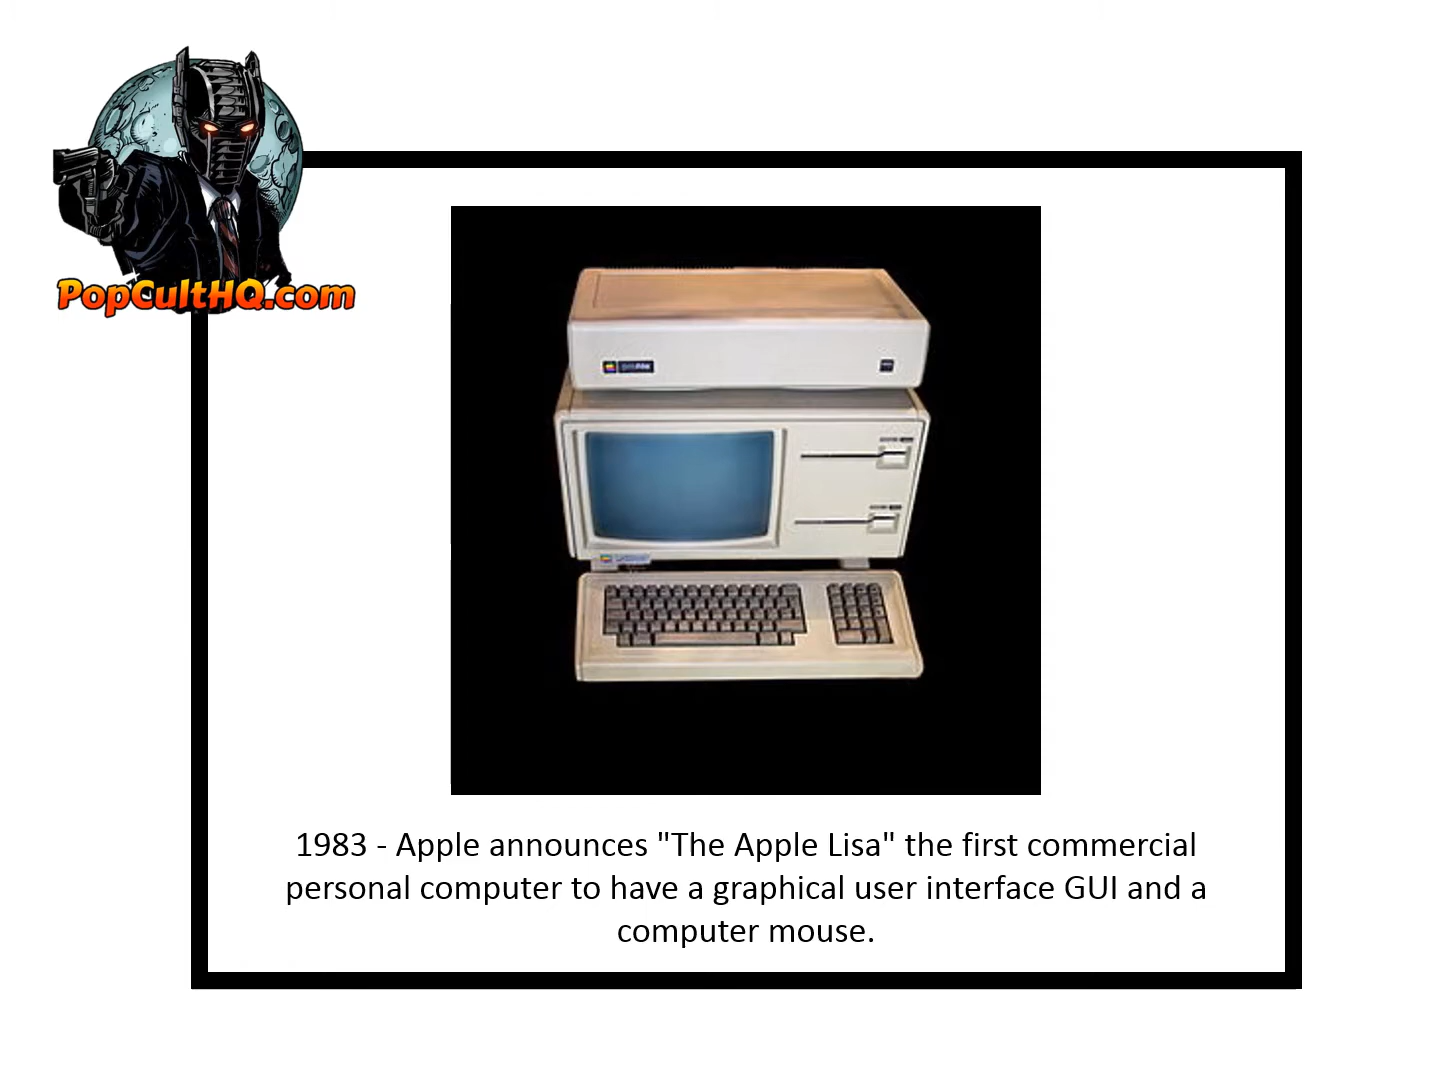 PopCultHQ.com
1983 - Apple announces "The Apple Lisa" the first commercial
personal computer to have a graphical user interface GUI and a
computer mouse.